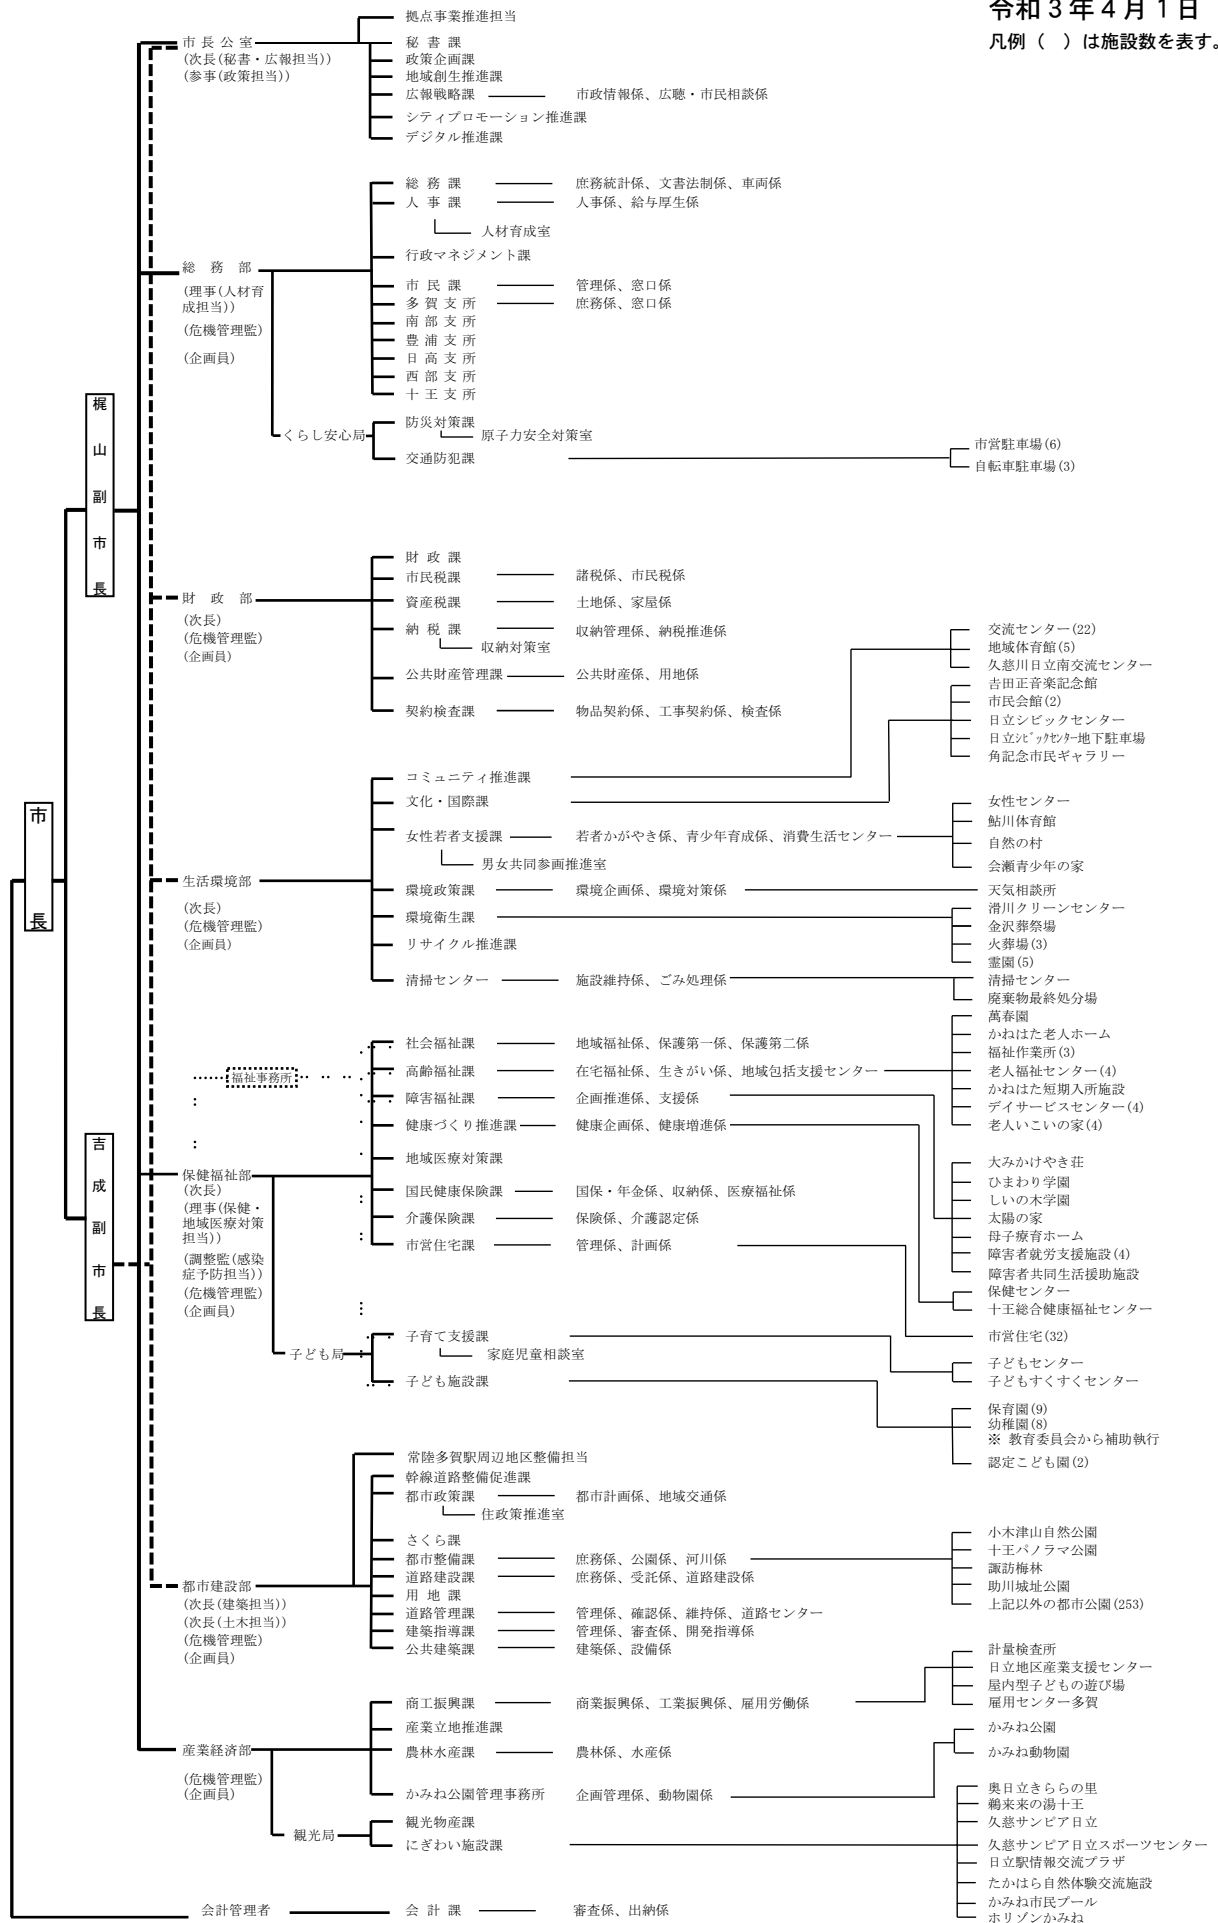 令和３年４月１日
凡例（　）は施設数を表す。
市長
梶山副市長
吉成副市長
市長公室
(次長(秘書・広報担当))
(参事(政策担当))
拠点事業推進担当
秘書課
政策企画課
地域創生推進課
広報戦略課　市政情報係、広聴・市民相談係
シティプロモーション推進課
デジタル推進課
総務部
(理事(人材育
成担当))
(危機管理監)
(企画員)
総務課　庶務統計係、文書法制係、車両係
人事課　人事係、給与厚生係
人材育成室
行政マネジメント課
市民課　管理係、窓口係
多賀支所　庶務係、窓口係
南部支所
豊浦支所
日高支所
西部支所
十王支所
くらし安心局
防災対策課
原子力安全対策室
交通防犯課
市営駐車場(6)
自転車駐車場(3)
財政部
(次長)
(危機管理監)
(企画員)
財政課
市民税課　諸税係、市民税係
資産税課　土地係、家屋係
納税課　収納管理係、納税推進係
収納対策室
公共財産管理課　公共財産係、用地係
契約検査課　物品契約係、工事契約係、検査係
生活環境部
(次長)
(危機管理監)
(企画員)
コミュニティ推進課
交流センター(22)
地域体育館(5)
久慈川日立南交流センター
文化・国際課
吉田正音楽記念館
市民会館(2)
日立シビックセンター
日立ｼﾋﾞｯｸｾﾝﾀｰ地下駐車場
角記念市民ギャラリー
女性若者支援課　若者かがやき係、青少年育成係、消費生活センター
男女共同参画推進室
女性センター
鮎川体育館
自然の村
会瀬青少年の家
環境政策課　環境企画係、環境対策係　天気相談所
環境衛生課
滑川クリーンセンター
金沢葬祭場
火葬場(3)
霊園(5)
リサイクル推進課
清掃センター　施設維持係、ごみ処理係
清掃センター
廃棄物最終処分場
福祉事務所
保健福祉部
(次長)
(理事(保健・
地域医療対策
担当))
(調整監(感染
症予防担当))
(危機管理監)
(企画員)
社会福祉課　地域福祉係、保護第一係、保護第二係
高齢福祉課　在宅福祉係、生きがい係、地域包括支援センター
萬春園
かねはた老人ホーム
福祉作業所(3)
老人福祉センター(4)
かねはた短期入所施設
デイサービスセンター(4)
老人いこいの家(4)
障害福祉課　企画推進係、支援係
大みかけやき荘
ひまわり学園
しいの木学園
太陽の家
母子療育ホーム
障害者就労支援施設(4)
障害者共同生活援助施設
健康づくり推進課　健康企画係、健康増進係
保健センター
十王総合健康福祉センター
地域医療対策課
国民健康保険課　国保・年金係、収納係、医療福祉係
介護保険課　保険係、介護認定係
市営住宅課　管理係、計画係　市営住宅(32)
子ども局
子育て支援課
家庭児童相談室
子どもセンター
子どもすくすくセンター
子ども施設課
保育園(9)
幼稚園(8)
※ 教育委員会から補助執行
認定こども園(2)
都市建設部
(次長(建築担当))
(次長(土木担当))
(危機管理監)
(企画員)
常陸多賀駅周辺地区整備担当
幹線道路整備促進課
都市政策課　都市計画係、地域交通係
住政策推進室
さくら課
都市整備課　庶務係、公園係、河川係
小木津山自然公園
十王パノラマ公園
諏訪梅林
助川城址公園
上記以外の都市公園(253)
道路建設課　庶務係、受託係、道路建設係
用地課
道路管理課　管理係、確認係、維持係、道路センター
建築指導課　管理係、審査係、開発指導係
公共建築課　建築係、設備係
産業経済部
(危機管理監)
(企画員)
商工振興課　商業振興係、工業振興係、雇用労働係
計量検査所
日立地区産業支援センター
屋内型子どもの遊び場
雇用センター多賀
産業立地推進課
農林水産課　農林係、水産係
かみね公園管理事務所　企画管理係、動物園係
かみね公園
かみね動物園
観光局
観光物産課
にぎわい施設課
奥日立きららの里
鵜来来の湯十王
久慈サンピア日立
久慈サンピア日立スポーツセンター
日立駅情報交流プラザ
たかはら自然体験交流施設
かみね市民プール
ホリゾンかみね
会計管理者　会計課　審査係、出納係